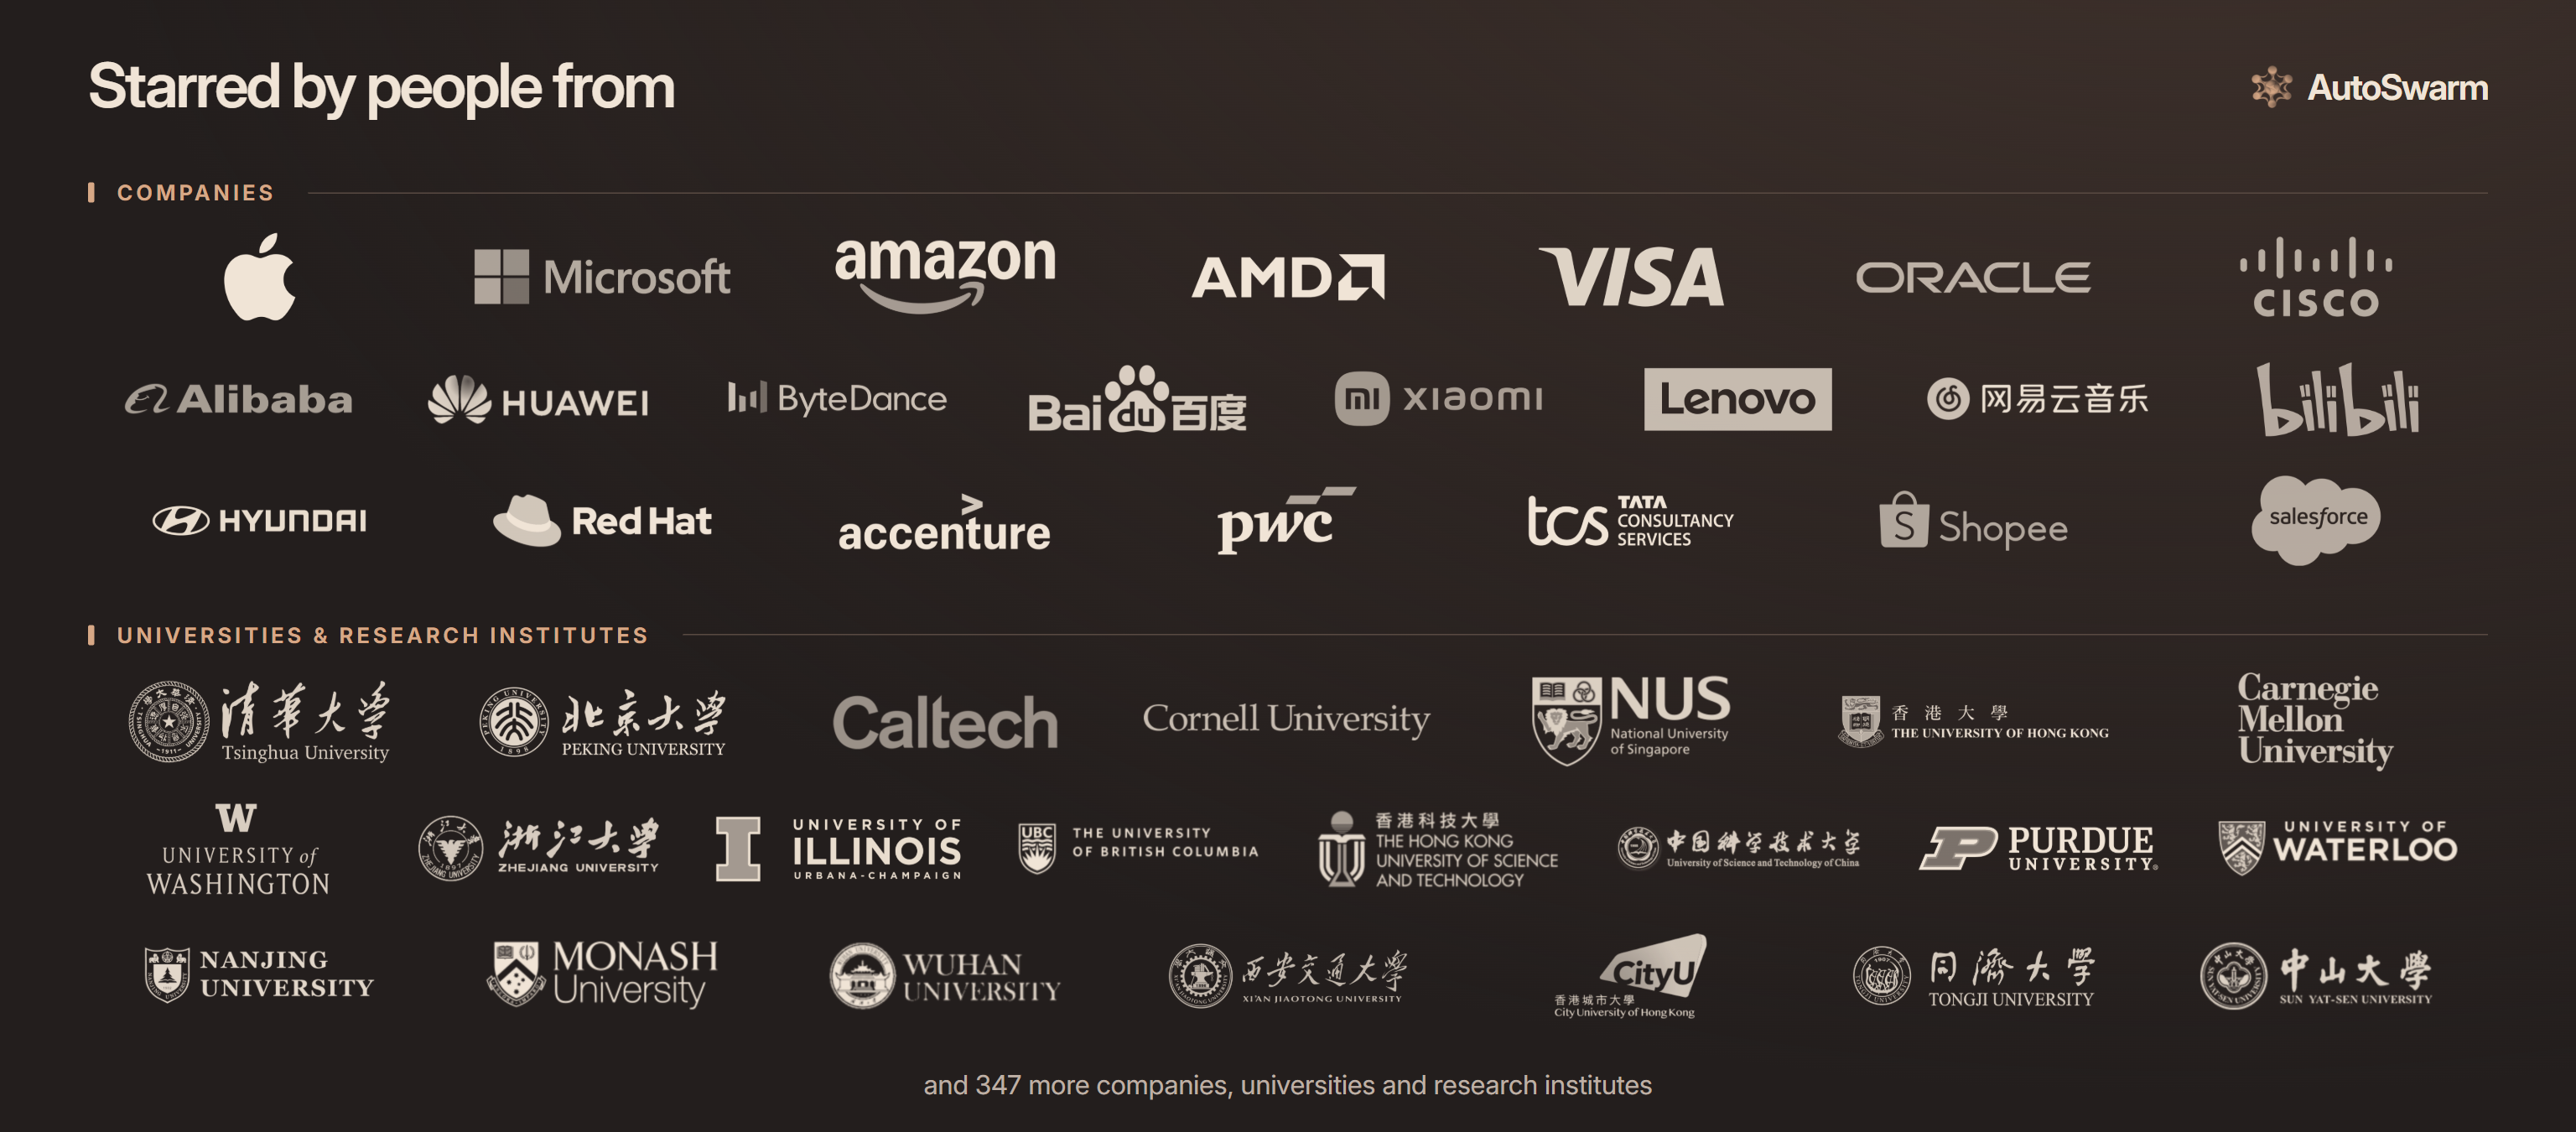 Starred by people from
AutoSwarm
COMPANIES
Microsoft
amazon
AMD
VISA
ORACLE
CISCO
Alibaba
HUAWEI
ByteDance
Baidu百度
mi xiaomi
Lenovo
网易云音乐
bilibili
HYUNDAI
Red Hat
accenture
pwc
tcs TATA
CONSULTANCY
SERVICES
S Shopee
salesforce
UNIVERSITIES & RESEARCH INSTITUTES
清華大學
Tsinghua University
北京大学
PEKING UNIVERSITY
Caltech
Cornell University
NUS
National University
of Singapore
香港大學
THE UNIVERSITY OF HONG KONG
Carnegie
Mellon
University
W
UNIVERSITY of
WASHINGTON
浙江大学
ZHEJIANG UNIVERSITY
I
UNIVERSITY OF
ILLINOIS
URBANA-CHAMPAIGN
UBC
THE UNIVERSITY
OF BRITISH COLUMBIA
香港科技大學
THE HONG KONG
UNIVERSITY OF SCIENCE
AND TECHNOLOGY
中国科学技术大学
University of Science and Technology of China
P PURDUE
UNIVERSITY®
UNIVERSITY OF
WATERLOO
NANJING
UNIVERSITY
MONASH
University
WUHAN
UNIVERSITY
西安交通大學
XI'AN JIAOTONG UNIVERSITY
CityU
香港城市大學
City University of Hong Kong
同濟大學
TONGJI UNIVERSITY
中山大學
SUN YAT-SEN UNIVERSITY
and 347 more companies, universities and research institutes